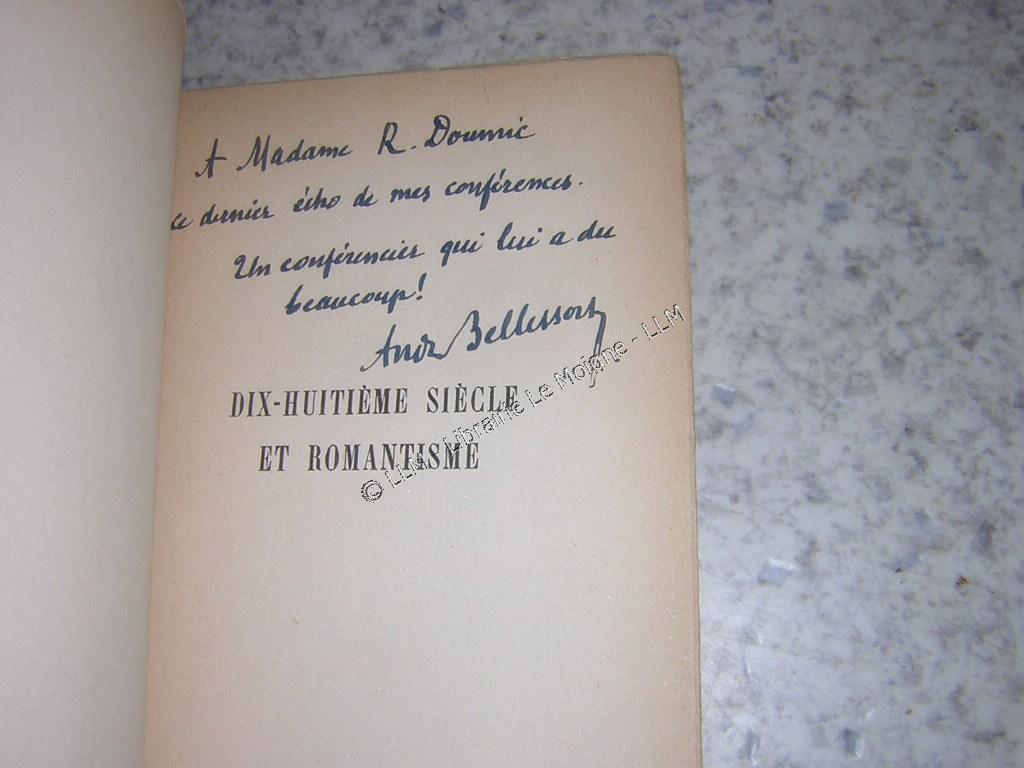 A Madame R. Doumic
ce dernier écho de mes conférences.
Un conférencier qui lui a du
beaucoup!
André Bellessort
DIX-HUITIÈME SIÈCLE
ET ROMANTISME
© LLM - Librairie Le Moigne - LLM